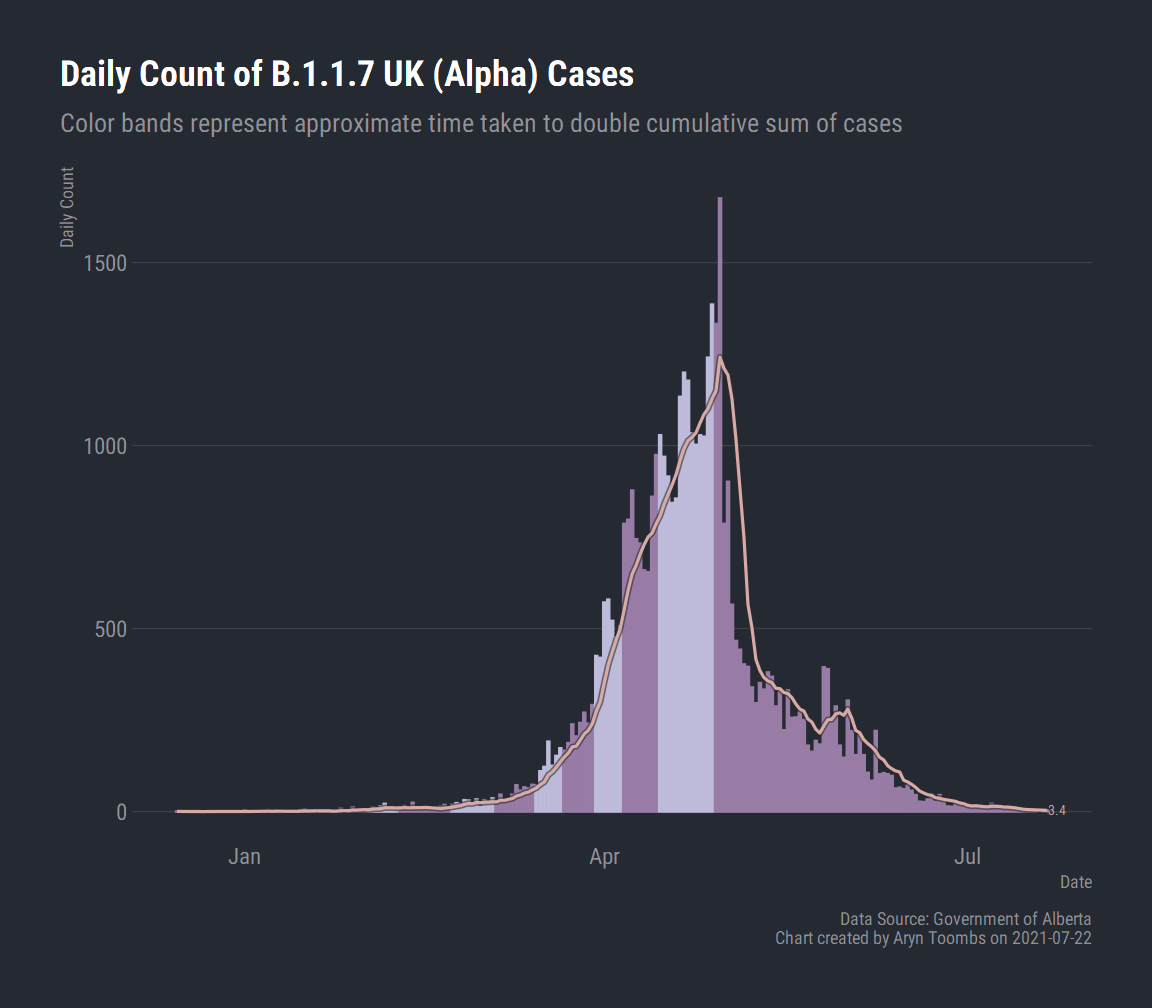 Daily Count of B.1.1.7 UK (Alpha) Cases
Color bands represent approximate time taken to double cumulative sum of cases
Daily Count
1500
1000
500
0
3.4
Jan Apr Jul
Date
Data Source: Government of Alberta
Chart created by Aryn Toombs on 2021-07-22